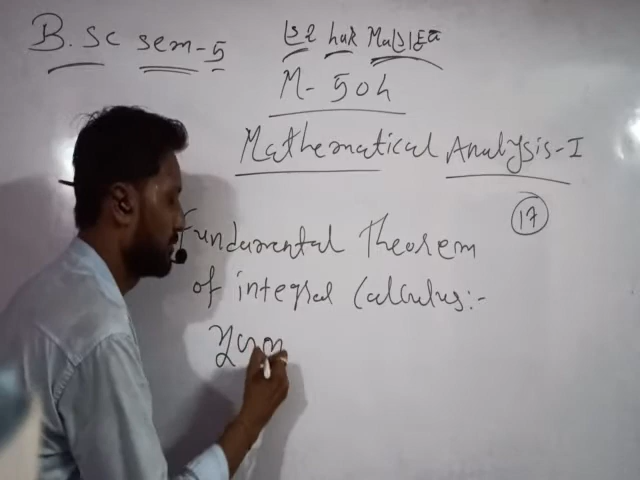 B.sc sem-5
M-504
Mathematical Analysis-I
17
Fundamental Theorem
of integral Calculus:-